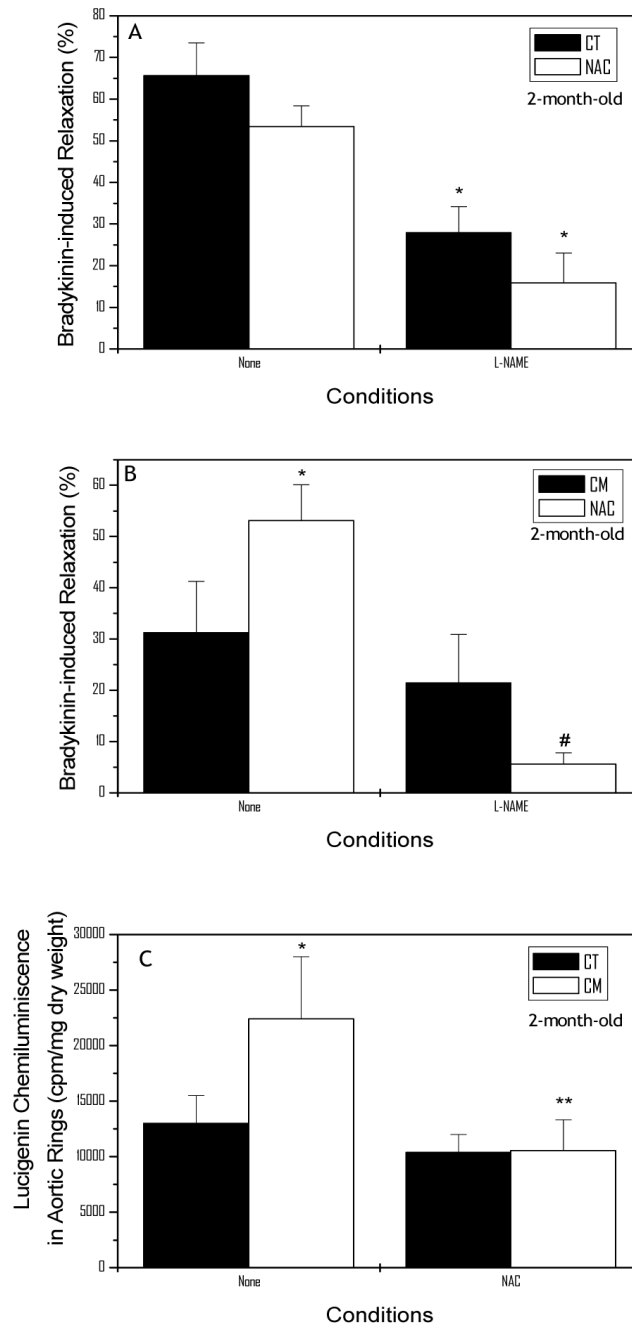 A
Bradykinin-induced Relaxation (%)
80
70
60
50
40
30
20
10
0
CT
NAC
2-month-old
*
*
None
L-NAME
Conditions
B
Bradykinin-induced Relaxation (%)
60
50
40
30
20
10
0
CM
NAC
2-month-old
*
#
None
L-NAME
Conditions
C
Lucigenin Chemiluminiscence
in Aortic Rings (cpm/mg dry weight)
30000
25000
20000
15000
10000
5000
0
CT
CM
2-month-old
*
**
None
NAC
Conditions